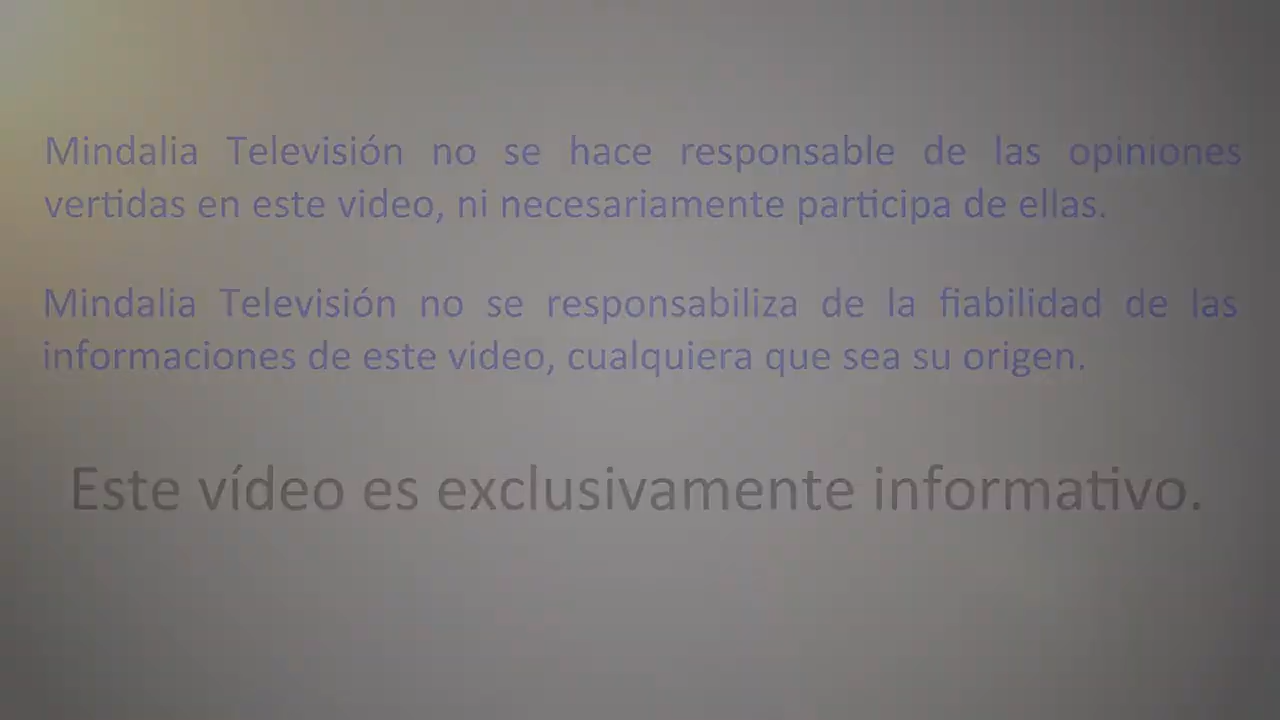 Mindalia Televisión no se hace responsable de las opiniones
vertidas en este video, ni necesariamente participa de ellas.
Mindalia Televisión no se responsabiliza de la fiabilidad de las
informaciones de este video, cualquiera que sea su origen.
Este vídeo es exclusivamente informativo.